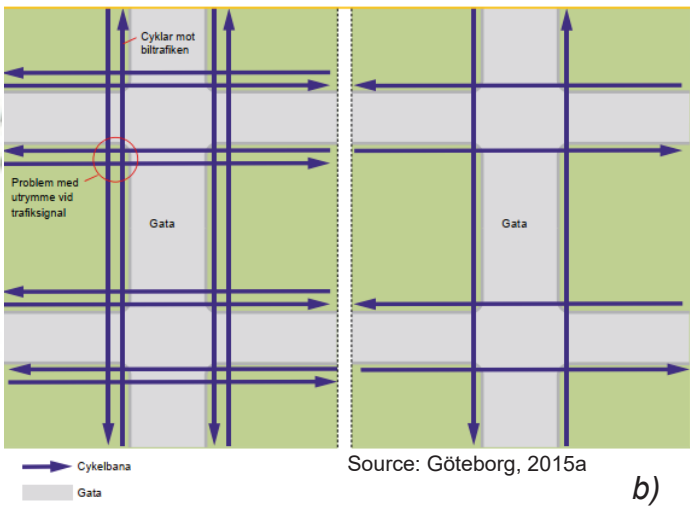 Cyklar mot
biltrafiken
Problem med
utrymme vid
trafiksignal
Gata
Gata
Cykelbana
Gata
Source: Göteborg, 2015a
b)